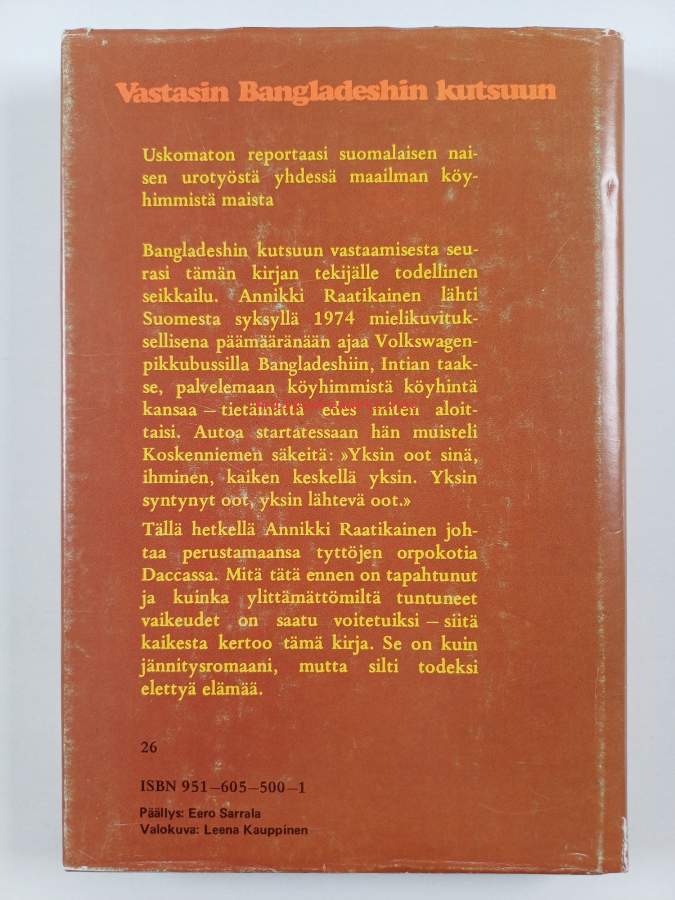 Vastasin Bangladeshin kutsuun
Uskomaton reportaasi suomalaisen nai-
sen urotyöstä yhdessä maailman köy-
himmistä maista
Bangladeshin kutsuun vastaamisesta seu-
rasi tämän kirjan tekijälle todellinen
seikkailu. Annikki Raatikainen lähti
Suomesta syksyllä 1974 mielikuvituk-
sellisena päämääränään ajaa Volkswagen-
pikkubussilla Bangladeshiin, Intian taak-
se, palvelemaan köyhimmistä köyhintä
kansaa – tietämättä edes miten aloit-
taisi. Autoa startatessaan hän muisteli
Koskenniemen säkeitä: »Yksin oot sinä,
ihminen, kaiken keskellä yksin. Yksin
syntynyt oot, yksin lähtevä oot.»
Tällä hetkellä Annikki Raatikainen joh-
taa perustamaansa tyttöjen orpokotia
Daccassa. Mitä tätä ennen on tapahtunut
ja kuinka ylittämättömiltä tuntuneet
vaikeudet on saatu voitetuiksi – siitä
kaikesta kertoo tämä kirja. Se on kuin
jännitysromaani, mutta silti todeksi
elettyä elämää.
26
ISBN 951–605–500–1
Päällys: Eero Sarrala
Valokuva: Leena Kauppinen